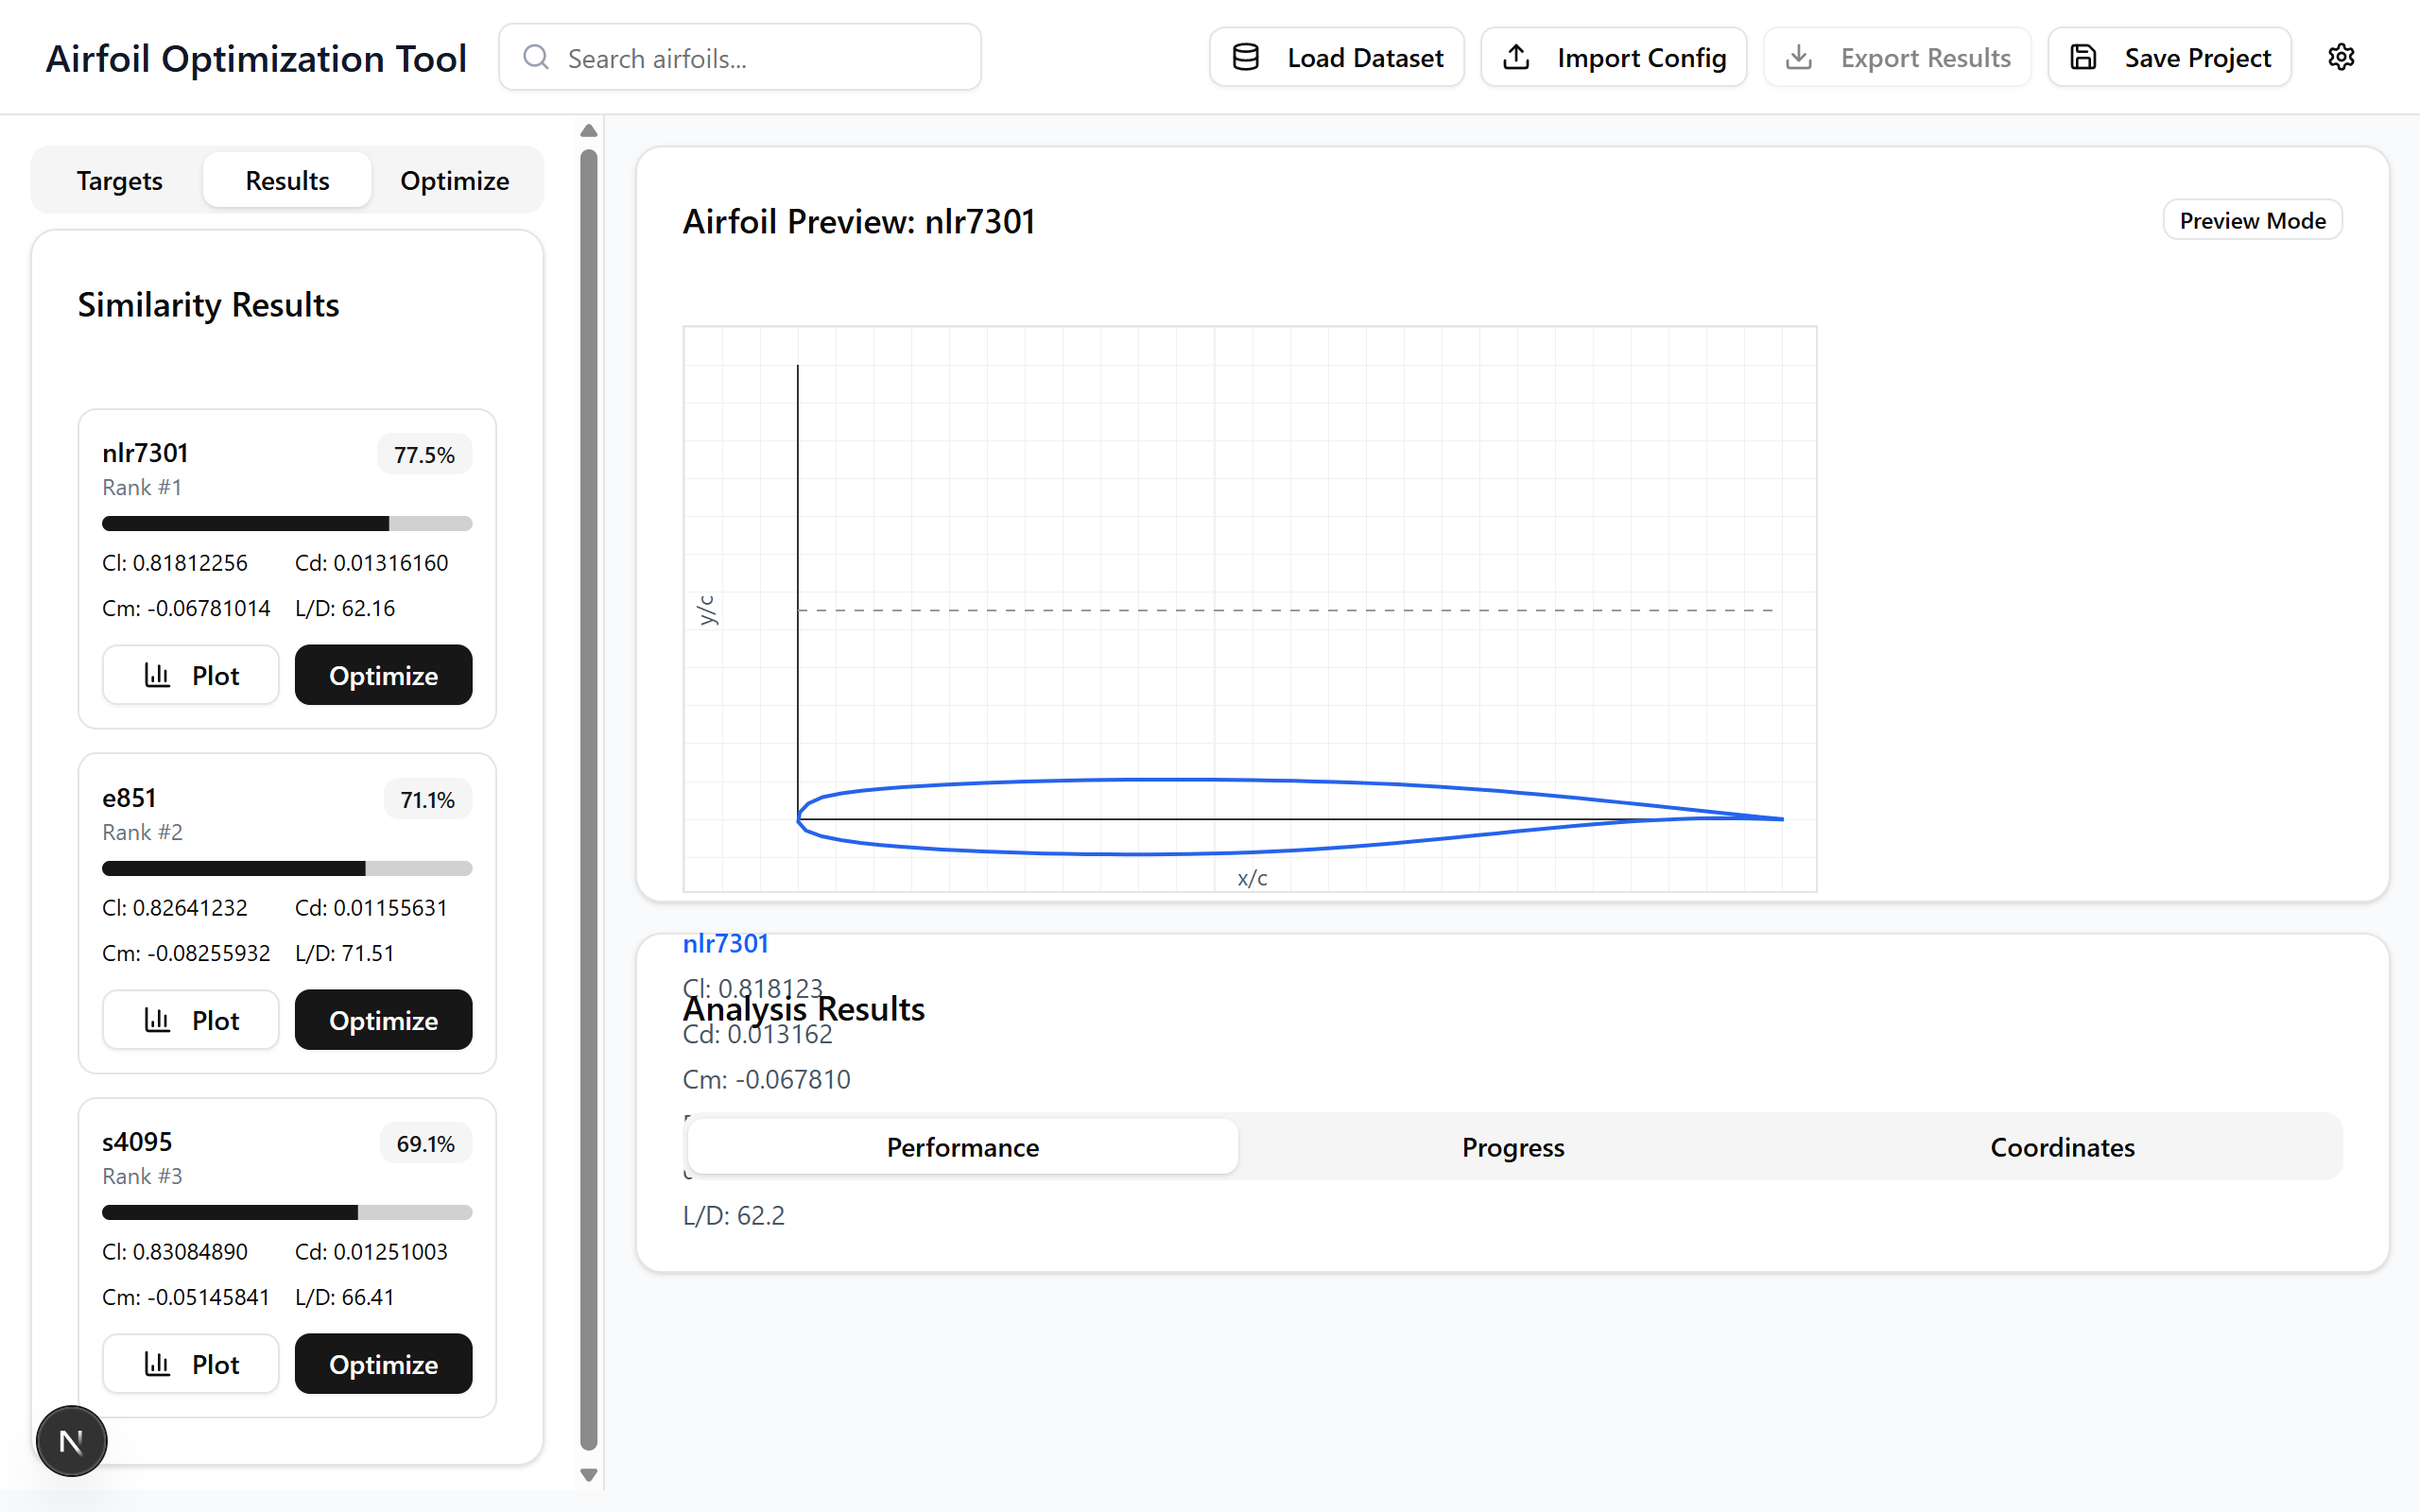 Airfoil Optimization Tool
Search airfoils...
Load Dataset
Import Config
Export Results
Save Project
Targets
Results
Optimize
Similarity Results
nlr7301
77.5%
Rank #1
Cl: 0.81812256
Cd: 0.01316160
Cm: -0.06781014
L/D: 62.16
Plot
Optimize
e851
71.1%
Rank #2
Cl: 0.82641232
Cd: 0.01155631
Cm: -0.08255932
L/D: 71.51
Plot
Optimize
s4095
69.1%
Rank #3
Cl: 0.83084890
Cd: 0.01251003
Cm: -0.05145841
L/D: 66.41
Plot
Optimize
N
Airfoil Preview: nlr7301
Preview Mode
y/c
x/c
nlr7301
Cl: 0.818123
Analysis Results
Cd: 0.013162
Cm: -0.067810
Performance
Progress
Coordinates
L/D: 62.2